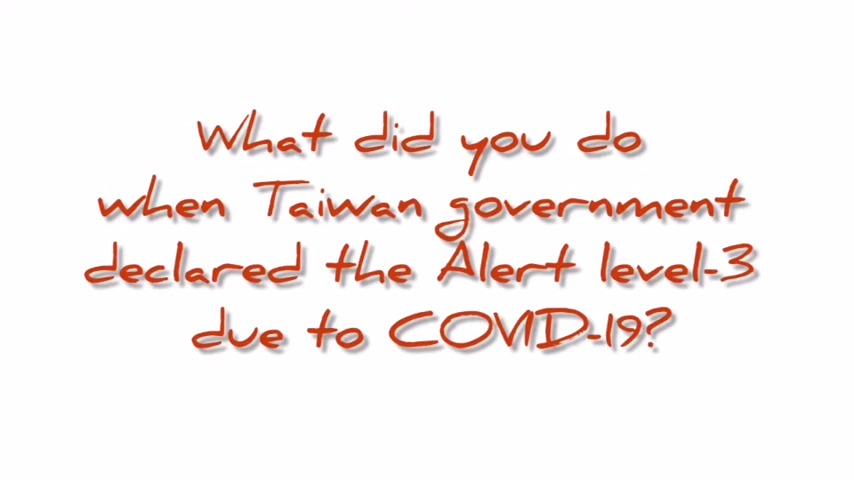 What did you do
when Taiwan government
declared the Alert level-3
due to COVID-19?